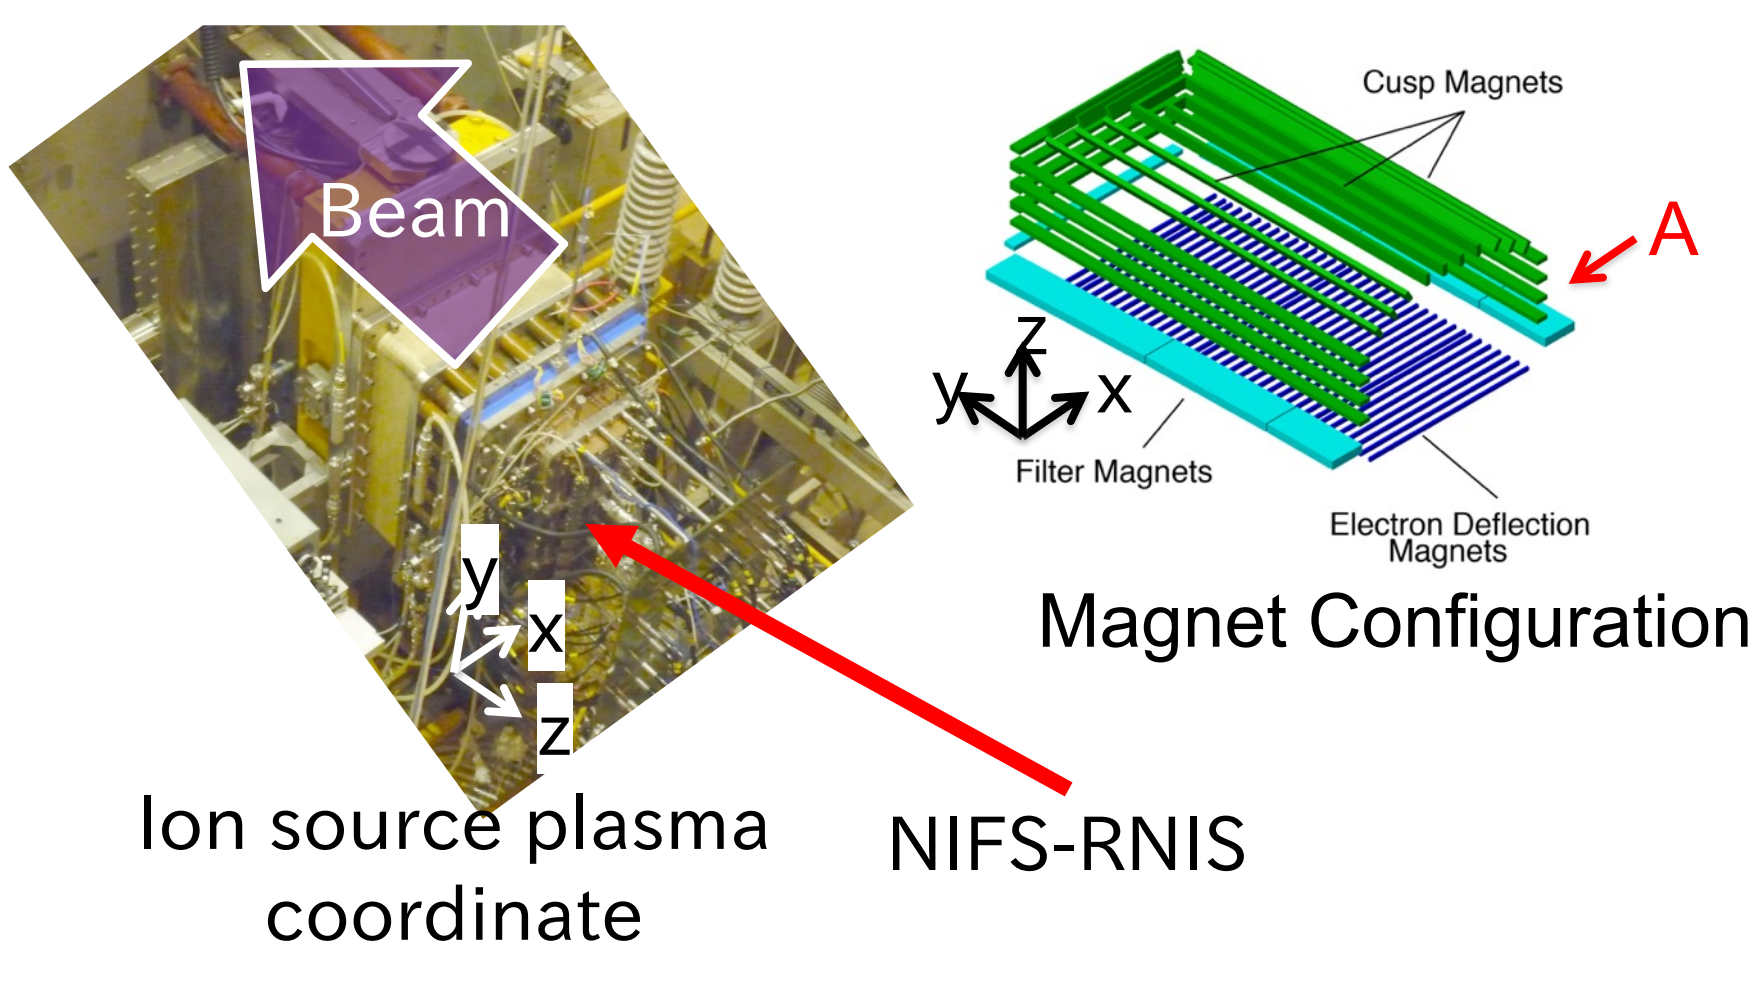 Beam
y
x
z
Ion source plasma
coordinate
NIFS-RNIS
Cusp Magnets
A
z
y
x
Filter Magnets
Electron Deflection
Magnets
Magnet Configuration